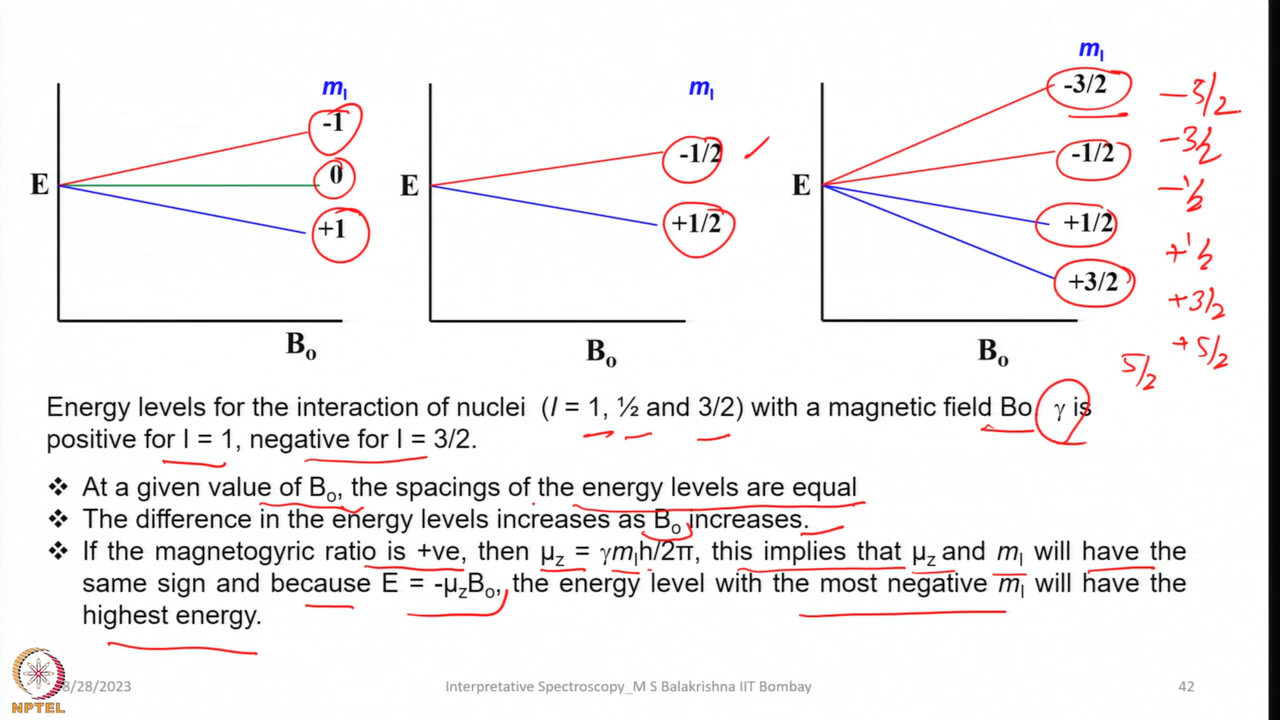 mI
-1
0
+1
E
Bo
mI
-1/2
+1/2
E
Bo
mI
-3/2
-1/2
+1/2
+3/2
E
Bo
-3/2
-3/2
-1/2
+1/2
+3/2
+5/2
5/2
Energy levels for the interaction of nuclei (I = 1, ½ and 3/2) with a magnetic field Bo γ is
positive for I = 1, negative for I = 3/2.
❖ At a given value of Bo, the spacings of the energy levels are equal
❖ The difference in the energy levels increases as Bo increases.
❖ If the magnetogyric ratio is +ve, then μz = γmIh/2π, this implies that μz and mI will have the
same sign and because E = -μzBo, the energy level with the most negative mI will have the
highest energy.
8/28/2023
Interpretative Spectroscopy_M S Balakrishna IIT Bombay
42
NPTEL